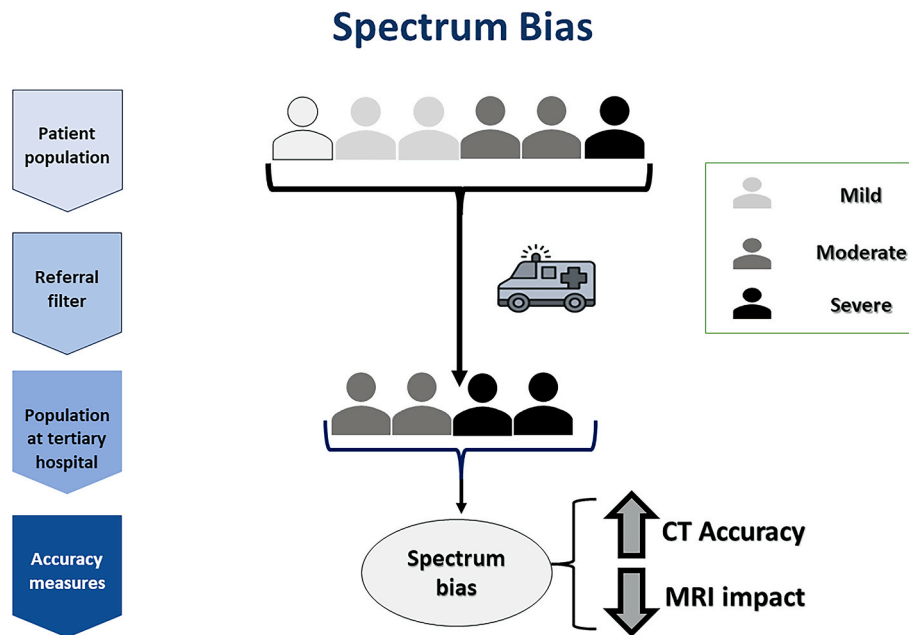 Spectrum Bias
Patient
population
Referral
filter
Population
at tertiary
hospital
Accuracy
measures
Mild
Moderate
Severe
Spectrum
bias
CT Accuracy
MRI impact